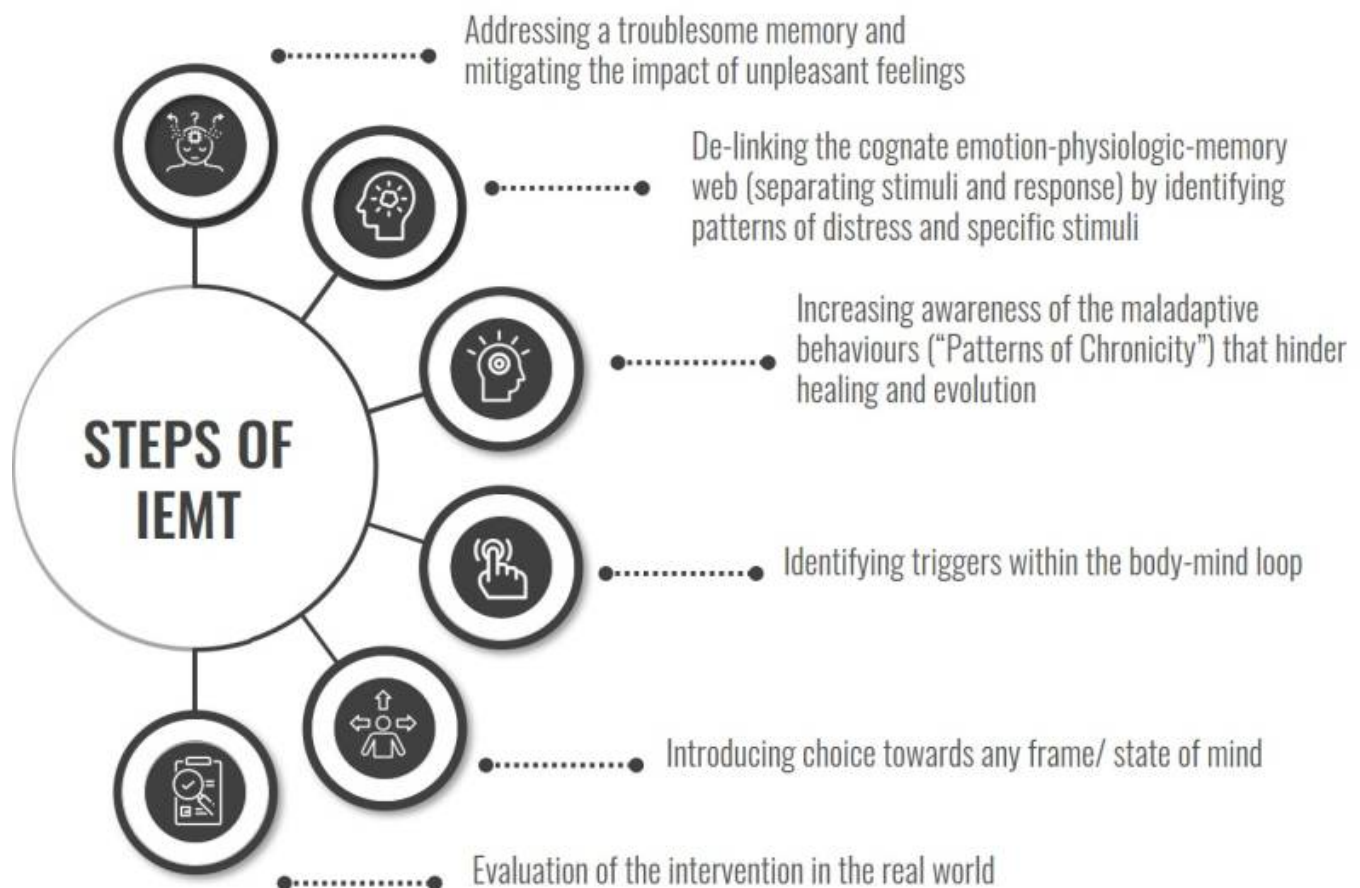 Addressing a troublesome memory and
mitigating the impact of unpleasant feelings
De-linking the cognate emotion-physiologic-memory
web (separating stimuli and response) by identifying
patterns of distress and specific stimuli
Increasing awareness of the maladaptive
behaviours (“Patterns of Chronicity”) that hinder
healing and evolution
STEPS OF
IEMT
Identifying triggers within the body-mind loop
Introducing choice towards any frame/ state of mind
Evaluation of the intervention in the real world